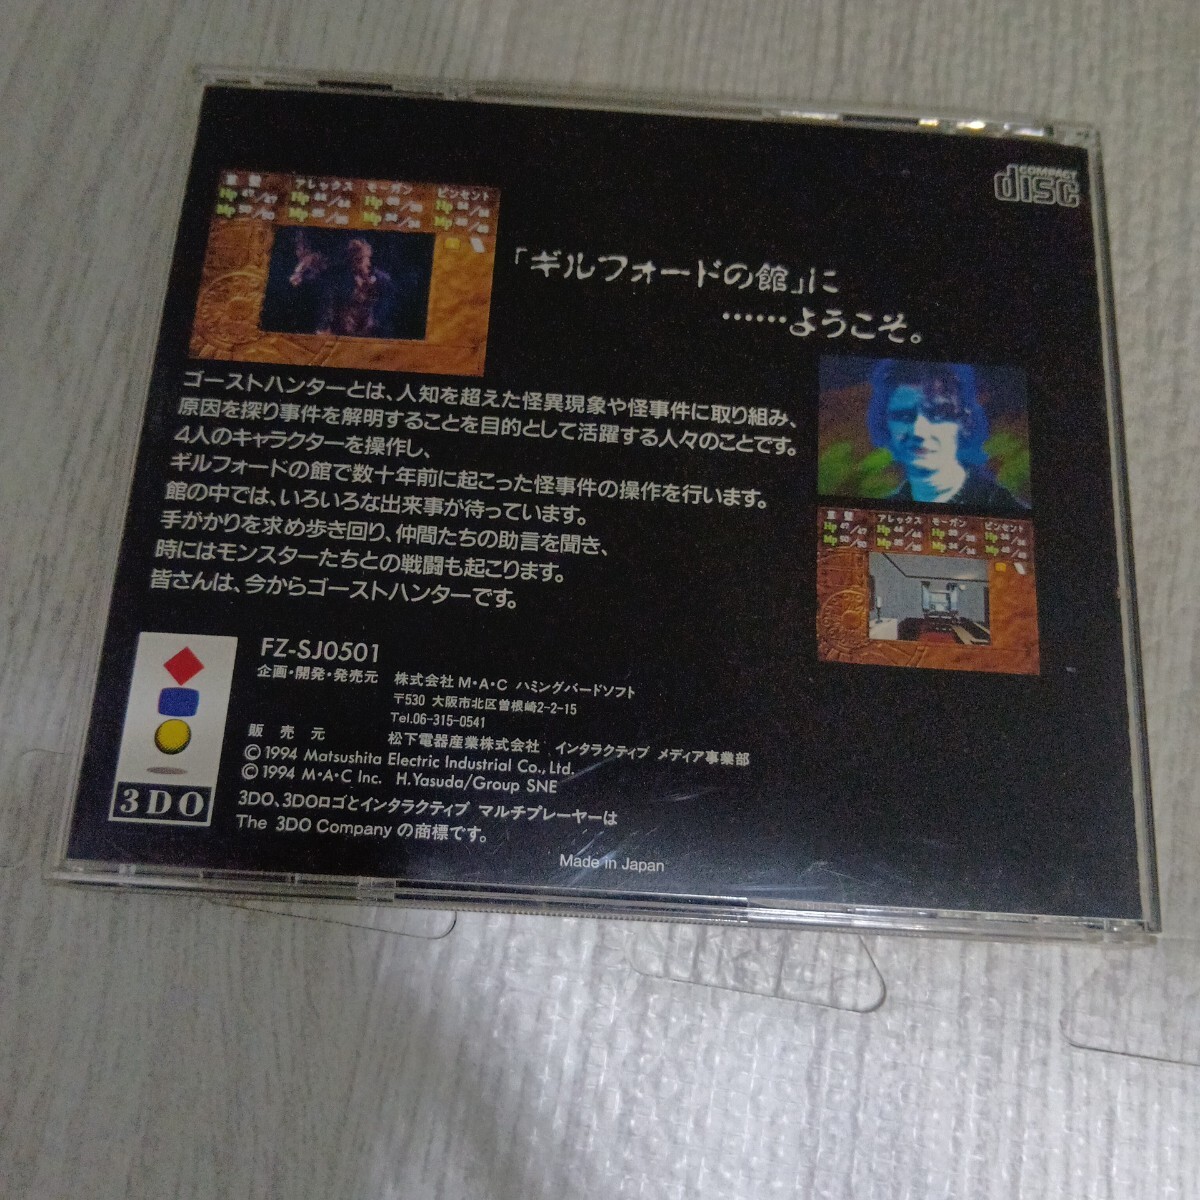 COMPACT
disc
アレックス モーガン ビンセント
「ギルフォードの館」に
……ようこそ。
ゴーストハンターとは、人知を超えた怪異現象や怪事件に取り組み、
原因を探り事件を解明することを目的として活躍する人々のことです。
4人のキャラクターを操作し、
ギルフォードの館で数十年前に起こった怪事件の操作を行います。
館の中では、いろいろな出来事が待っています。
手がかりを求め歩き回り、仲間たちの助言を聞き、
時にはモンスターたちとの戦闘も起こります。
皆さんは、今からゴーストハンターです。
アレックス モーガン ビンセント
FZ-SJ0501
企画・開発・発売元 株式会社 M・A・C ハミングバードソフト
〒530 大阪市北区曽根崎2-2-15
Tel.06-315-0541
販売元 松下電器産業株式会社 インタラクティブ メディア事業部
© 1994 Matsushita Electric Industrial Co., Ltd.
© 1994 M・A・C Inc. H.Yasuda/Group SNE
3DO、3DOロゴとインタラクティブ マルチプレーヤーは
The 3DO Company の商標です。
3DO
Made in Japan